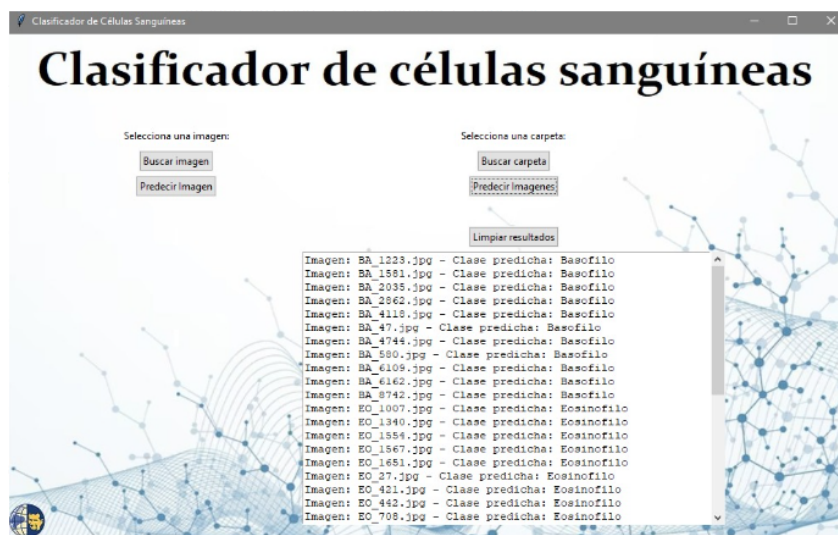 Clasificador de Células Sanguíneas
Clasificador de células sanguíneas
Selecciona una imagen:
Buscar imagen
Predecir Imagen
Selecciona una carpeta:
Buscar carpeta
Predecir Imagenes
Limpiar resultados
Imagen: BA_1223.jpg - Clase predicha: Basofilo
Imagen: BA_1581.jpg - Clase predicha: Basofilo
Imagen: BA_2035.jpg - Clase predicha: Basofilo
Imagen: BA_2862.jpg - Clase predicha: Basofilo
Imagen: BA_4118.jpg - Clase predicha: Basofilo
Imagen: BA_47.jpg - Clase predicha: Basofilo
Imagen: BA_4744.jpg - Clase predicha: Basofilo
Imagen: BA_580.jpg - Clase predicha: Basofilo
Imagen: BA_6109.jpg - Clase predicha: Basofilo
Imagen: BA_6162.jpg - Clase predicha: Basofilo
Imagen: BA_8742.jpg - Clase predicha: Basofilo
Imagen: EO_1007.jpg - Clase predicha: Eosinofilo
Imagen: EO_1340.jpg - Clase predicha: Eosinofilo
Imagen: EO_1554.jpg - Clase predicha: Eosinofilo
Imagen: EO_1567.jpg - Clase predicha: Eosinofilo
Imagen: EO_1651.jpg - Clase predicha: Eosinofilo
Imagen: EO_27.jpg - Clase predicha: Eosinofilo
Imagen: EO_421.jpg - Clase predicha: Eosinofilo
Imagen: EO_442.jpg - Clase predicha: Eosinofilo
Imagen: EO_708.jpg - Clase predicha: Eosinofilo